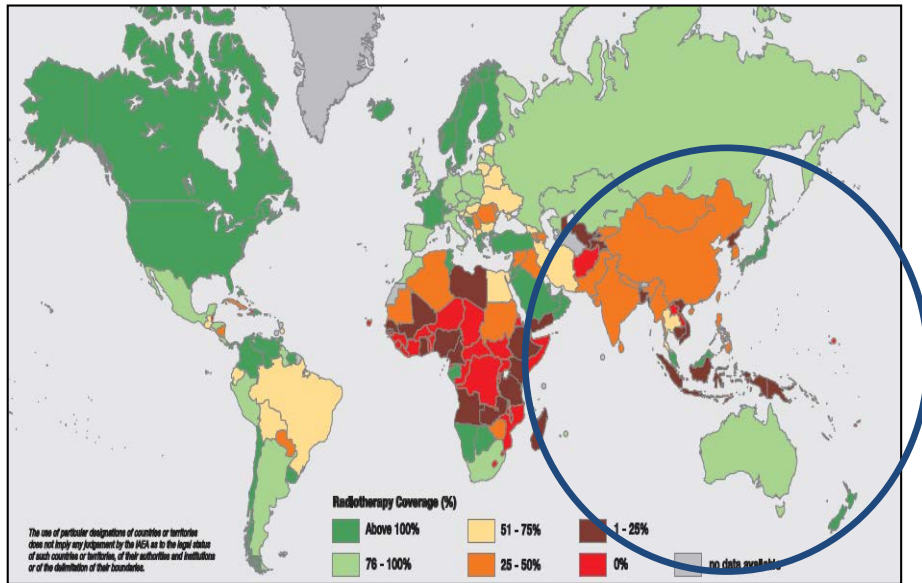 Radiotherapy Coverage (%)
Above 100%
51 - 75%
1 - 25%
76 - 100%
25 - 50%
0%
no data available
The use of particular designations of countries or territories
does not imply any judgement by the IAEA as to the legal status
of such countries or territories, of their authorities and institutions
or of the delimitation of their boundaries.